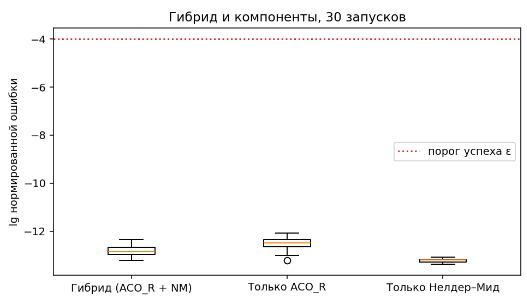 Гибрид и компоненты, 30 запусков
lg нормированной ошибки
−4
−6
−8
−10
−12
порог успеха ε
Гибрид (ACO_R + NM)
Только ACO_R
Только Нелдер–Мид